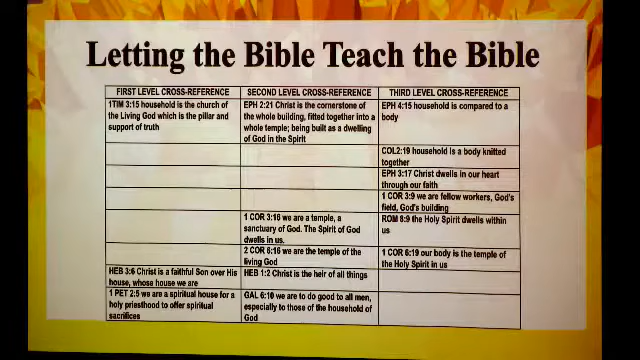 Letting the Bible Teach the Bible
FIRST LEVEL CROSS-REFERENCE
SECOND LEVEL CROSS-REFERENCE
THIRD LEVEL CROSS-REFERENCE
1TIM 3:15 household is the church of
the Living God which is the pillar and
support of truth
EPH 2:21 Christ is the cornerstone of
the whole building, fitted together into a
whole temple; being built as a dwelling
of God in the Spirit
EPH 4:15 household is compared to a
body
COL2:19 household is a body knitted
together
EPH 3:17 Christ dwells in our heart
through our faith
1 COR 3:9 we are fellow workers, God's
field, God's building
1 COR 3:16 we are a temple, a
sanctuary of God. The Spirit of God
dwells in us.
ROM 8:9 the Holy Spirit dwells within
us
2 COR 6:16 we are the temple of the
living God
1 COR 6:19 our body is the temple of
the Holy Spirit in us
HEB 3:6 Christ is a faithful Son over His
house, whose house we are
HEB 1:2 Christ is the heir of all things
1 PET 2:5 we are a spiritual house for a
holy priesthood to offer spiritual
sacrifices
GAL 6:10 we are to do good to all men,
especially to those of the household of
God